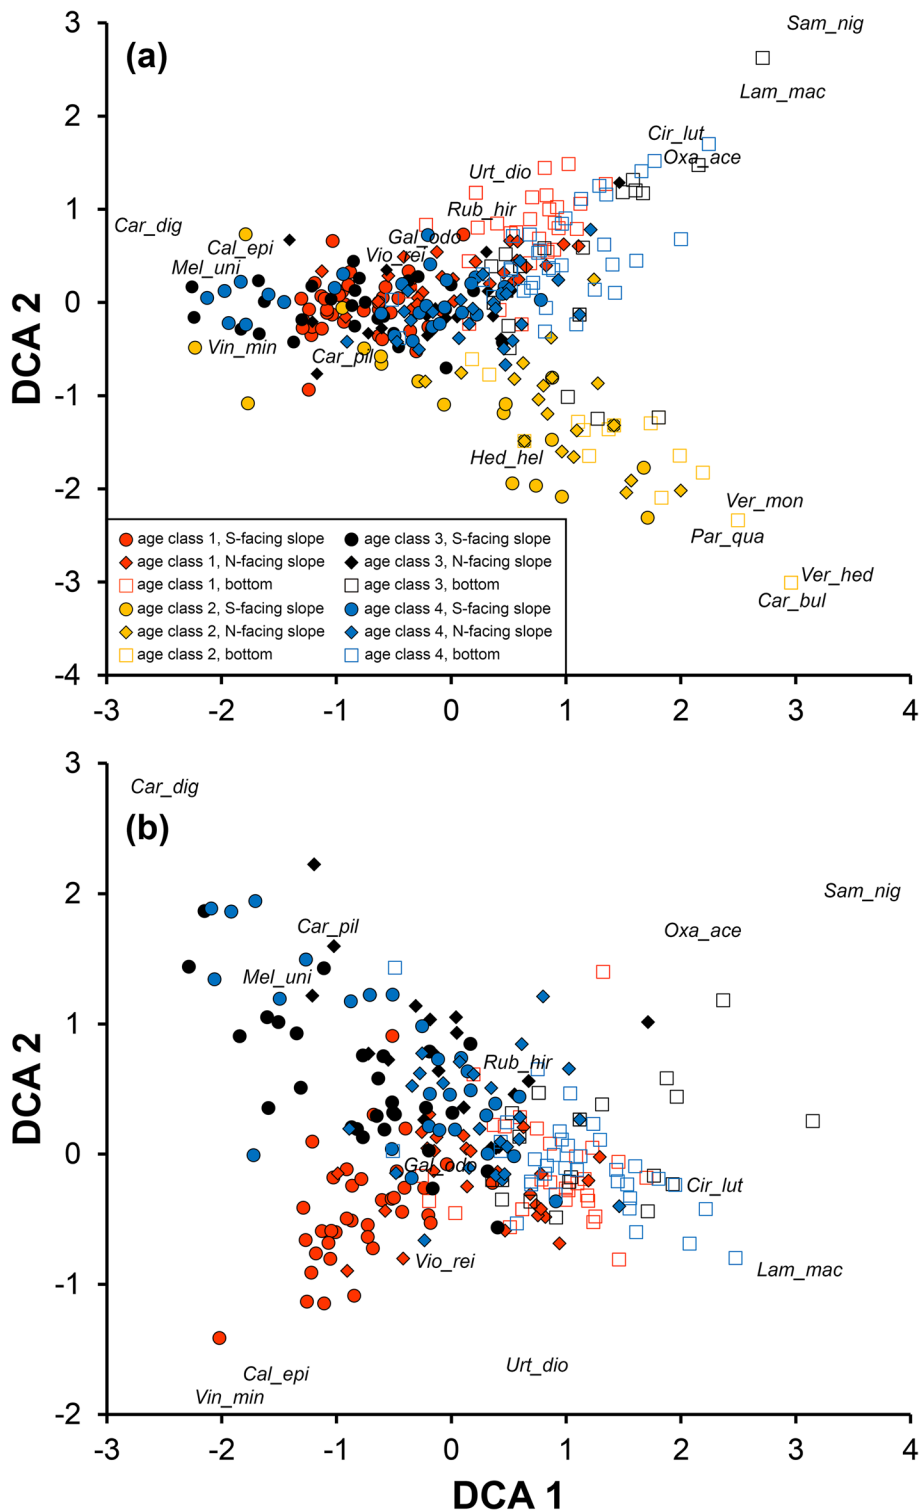 3
(a)
Sam_nig
Lam_mac
2
Cir_lut
Oxa_ace
Urt_dio
1
Rub_hir
Car_dig
Gal_odo
Cal_epi
Vio_rei
Mel_uni
0
DCA 2
Vin_min
Car_pil
-1
Hed_hel
-2
Ver_mon
Par_qua
age class 1, S-facing slope
age class 3, S-facing slope
age class 1, N-facing slope
age class 3, N-facing slope
-3
Ver_hed
age class 1, bottom
age class 3, bottom
Car_bul
age class 2, S-facing slope
age class 4, S-facing slope
age class 2, N-facing slope
age class 4, N-facing slope
age class 2, bottom
age class 4, bottom
-4
-3 -2 -1 0 1 2 3 4
3
Car_dig
(b)
2
Sam_nig
Car_pil
Oxa_ace
Mel_uni
1
Rub_hir
DCA 2
0
Gal_odo
Cir_lut
Vio_rei
Lam_mac
-1
Urt_dio
Cal_epi
Vin_min
-2
-3 -2 -1 0 1 2 3 4
DCA 1